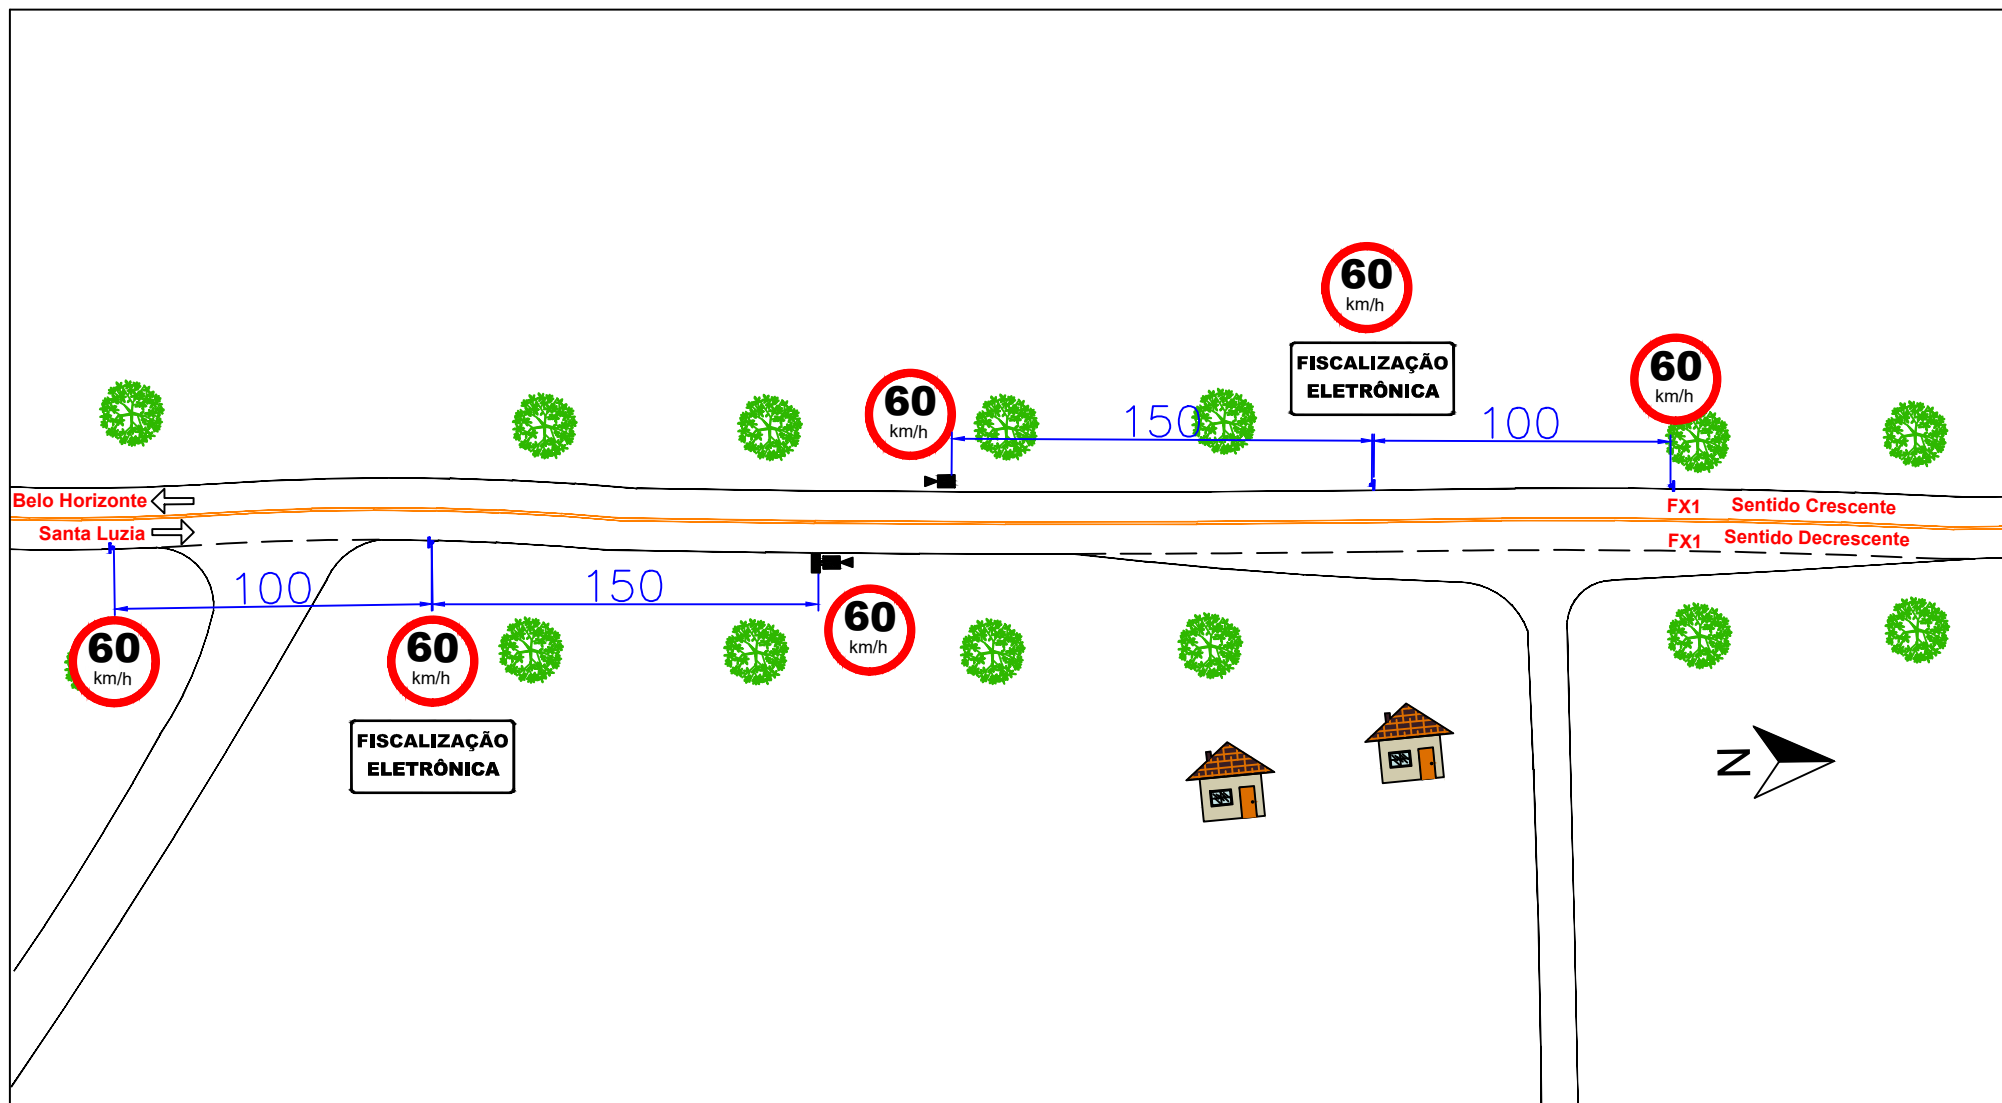 60
km/h
FISCALIZAÇÃO
ELETRÔNICA
60
km/h
60
km/h
150
100
Belo Horizonte
FX1 Sentido Crescente
Santa Luzia
FX1 Sentido Decrescente
100
150
60
km/h
60
km/h
60
km/h
FISCALIZAÇÃO
ELETRÔNICA
N